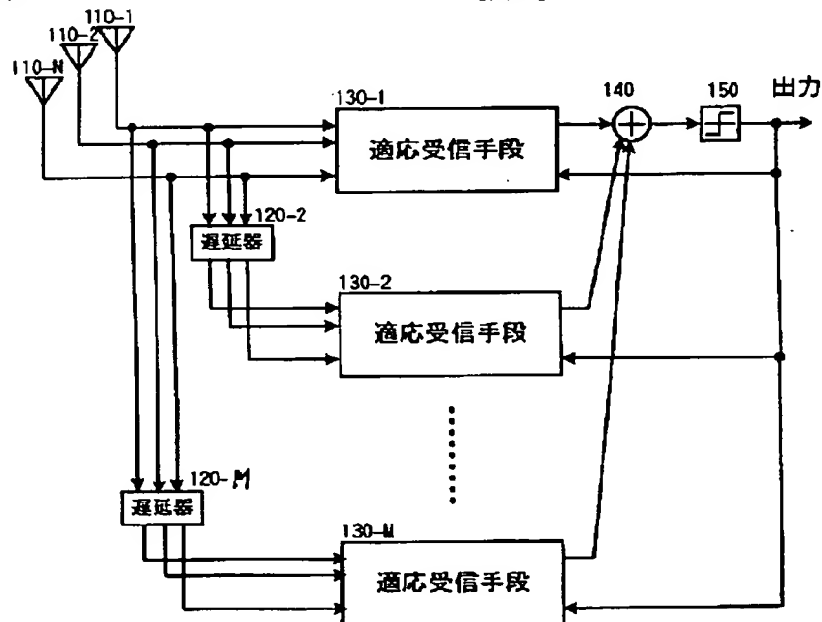 110-1
110-2
110-N
130-1
適応受信手段
140
150
出力
120-2
遅延器
130-2
適応受信手段
120-M
遅延器
130-M
適応受信手段